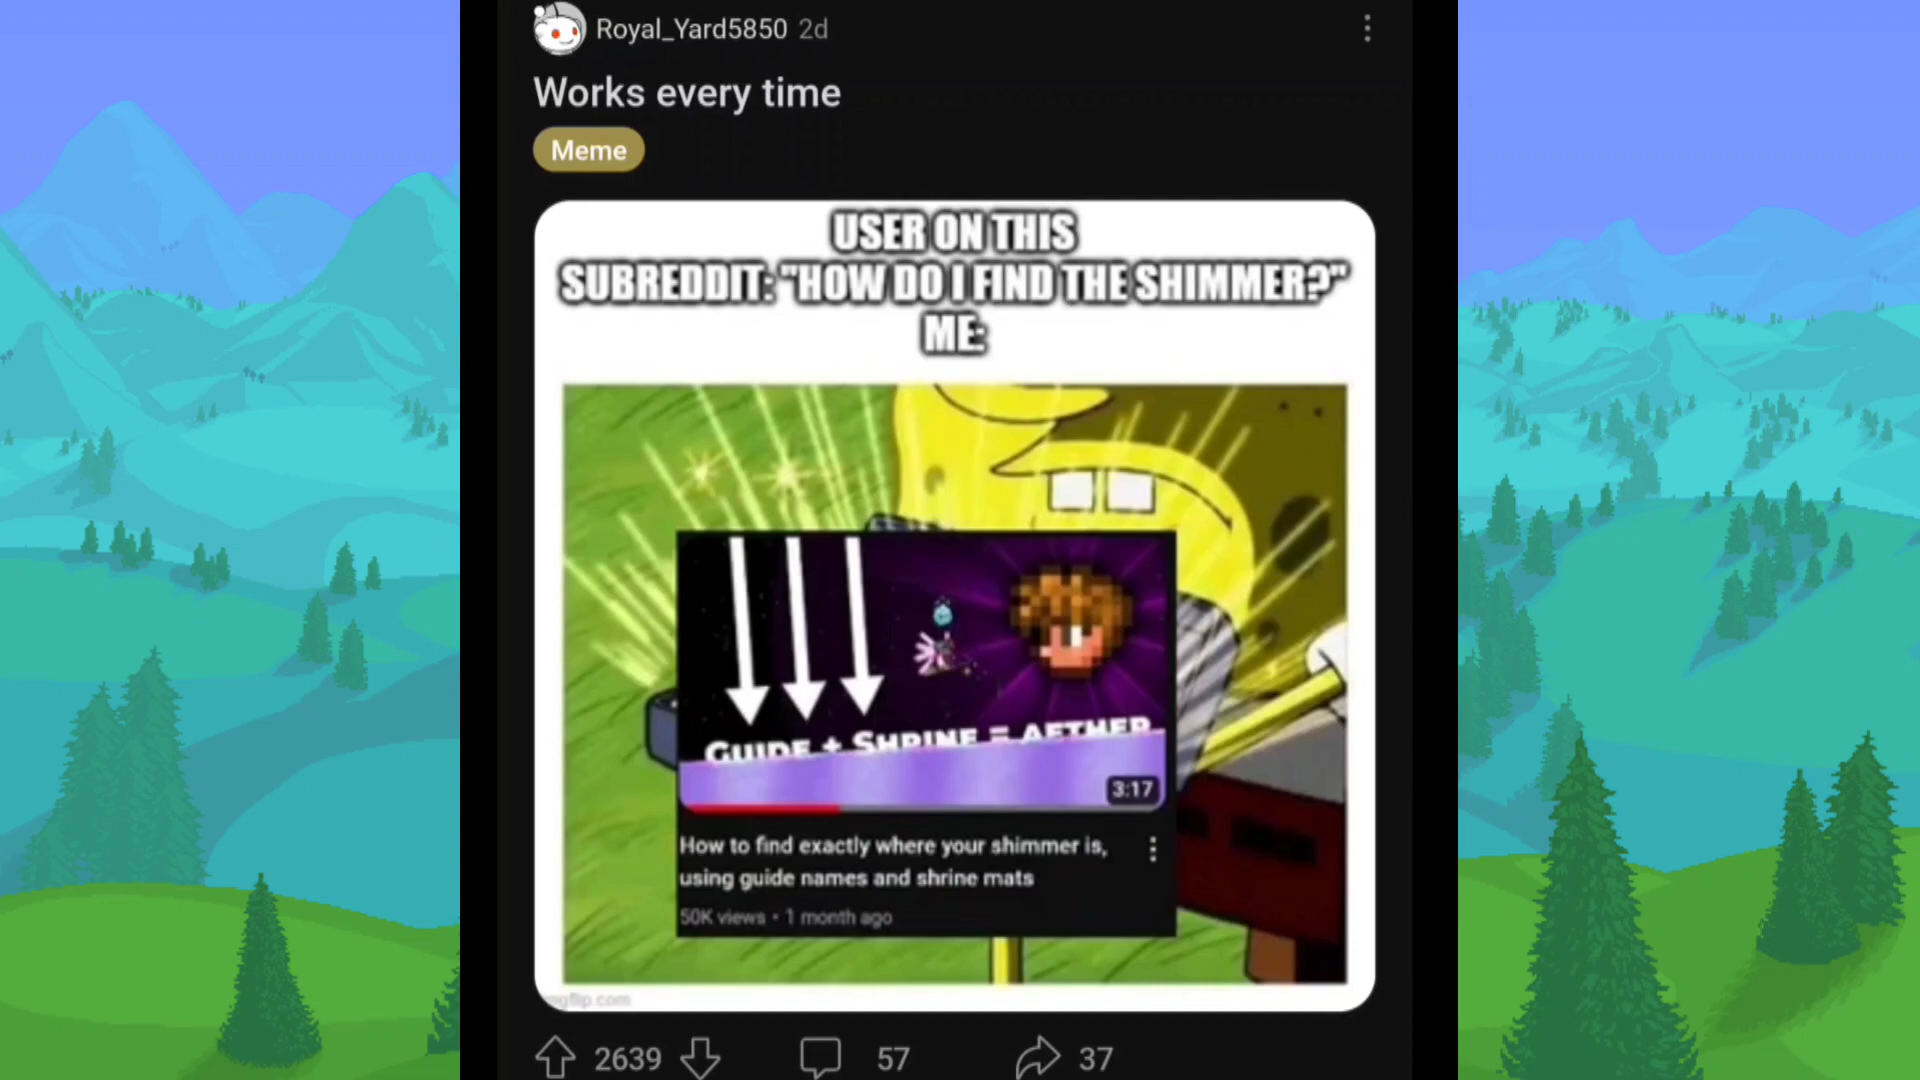 Royal_Yard5850 2d
Works every time
Meme
USER ON THIS
SUBREDDIT: "HOW DO I FIND THE SHIMMER?"
ME:
GUIDE + SHRINE = AETHER
3:17
How to find exactly where your shimmer is,
using guide names and shrine mats
50K views • 1 month ago
imgflip.com
2639 57 37